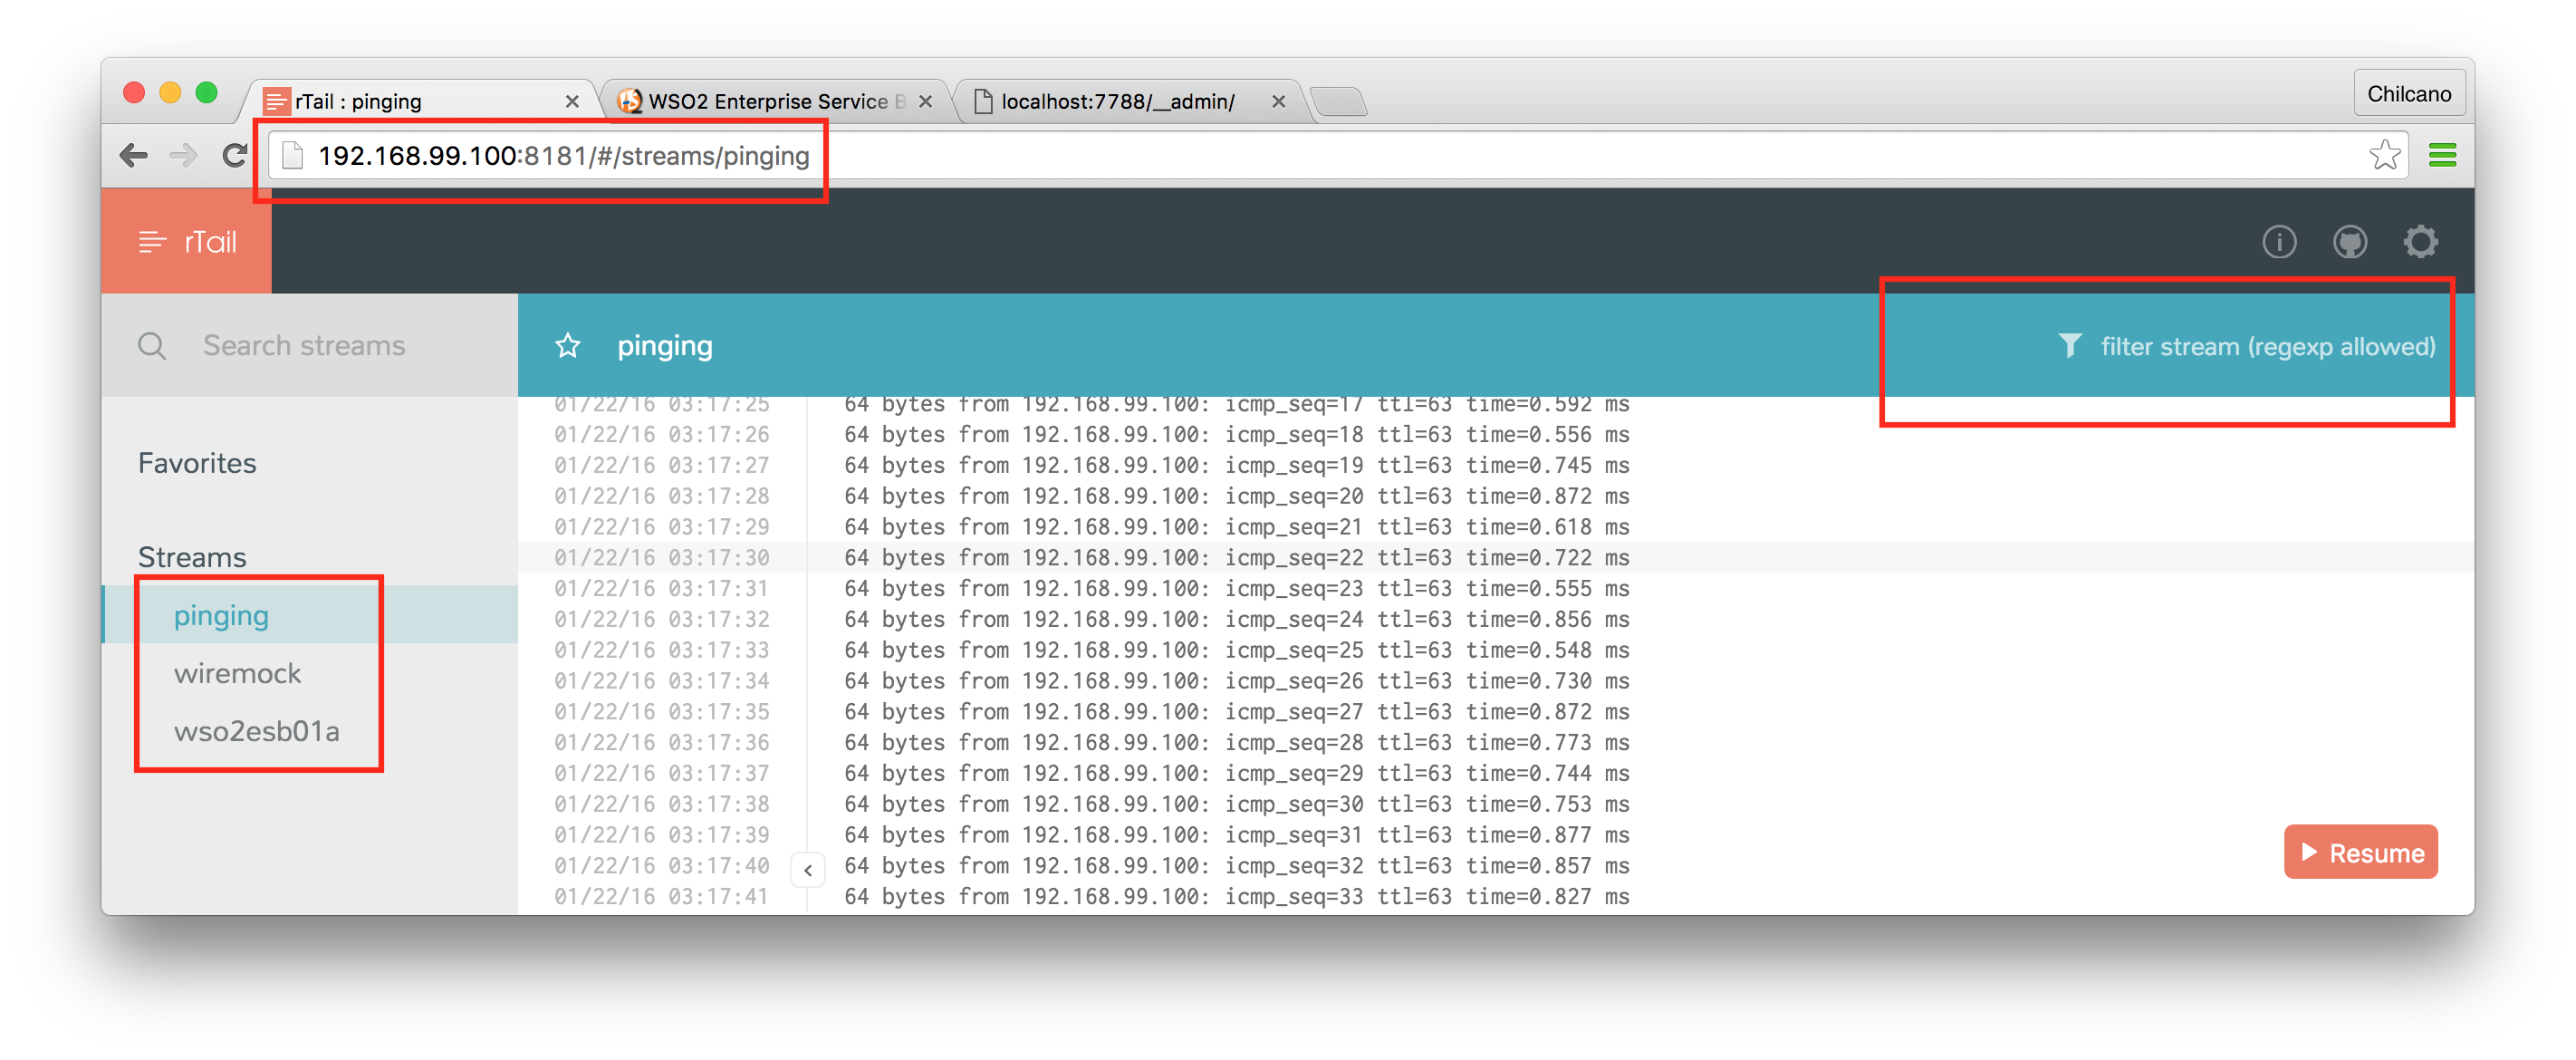 rTail : pinging
WSO2 Enterprise Service B
localhost:7788/__admin/
Chilcano
192.168.99.100:8181/#/streams/pinging
rTail
Search streams
pinging
filter stream (regexp allowed)
Favorites
Streams
pinging
wiremock
wso2esb01a
01/22/16 03:17:25 64 bytes from 192.168.99.100: icmp_seq=17 ttl=63 time=0.592 ms
01/22/16 03:17:26 64 bytes from 192.168.99.100: icmp_seq=18 ttl=63 time=0.556 ms
01/22/16 03:17:27 64 bytes from 192.168.99.100: icmp_seq=19 ttl=63 time=0.745 ms
01/22/16 03:17:28 64 bytes from 192.168.99.100: icmp_seq=20 ttl=63 time=0.872 ms
01/22/16 03:17:29 64 bytes from 192.168.99.100: icmp_seq=21 ttl=63 time=0.618 ms
01/22/16 03:17:30 64 bytes from 192.168.99.100: icmp_seq=22 ttl=63 time=0.722 ms
01/22/16 03:17:31 64 bytes from 192.168.99.100: icmp_seq=23 ttl=63 time=0.555 ms
01/22/16 03:17:32 64 bytes from 192.168.99.100: icmp_seq=24 ttl=63 time=0.856 ms
01/22/16 03:17:33 64 bytes from 192.168.99.100: icmp_seq=25 ttl=63 time=0.548 ms
01/22/16 03:17:34 64 bytes from 192.168.99.100: icmp_seq=26 ttl=63 time=0.730 ms
01/22/16 03:17:35 64 bytes from 192.168.99.100: icmp_seq=27 ttl=63 time=0.872 ms
01/22/16 03:17:36 64 bytes from 192.168.99.100: icmp_seq=28 ttl=63 time=0.773 ms
01/22/16 03:17:37 64 bytes from 192.168.99.100: icmp_seq=29 ttl=63 time=0.744 ms
01/22/16 03:17:38 64 bytes from 192.168.99.100: icmp_seq=30 ttl=63 time=0.753 ms
01/22/16 03:17:39 64 bytes from 192.168.99.100: icmp_seq=31 ttl=63 time=0.877 ms
01/22/16 03:17:40 64 bytes from 192.168.99.100: icmp_seq=32 ttl=63 time=0.857 ms
01/22/16 03:17:41 64 bytes from 192.168.99.100: icmp_seq=33 ttl=63 time=0.827 ms
Resume